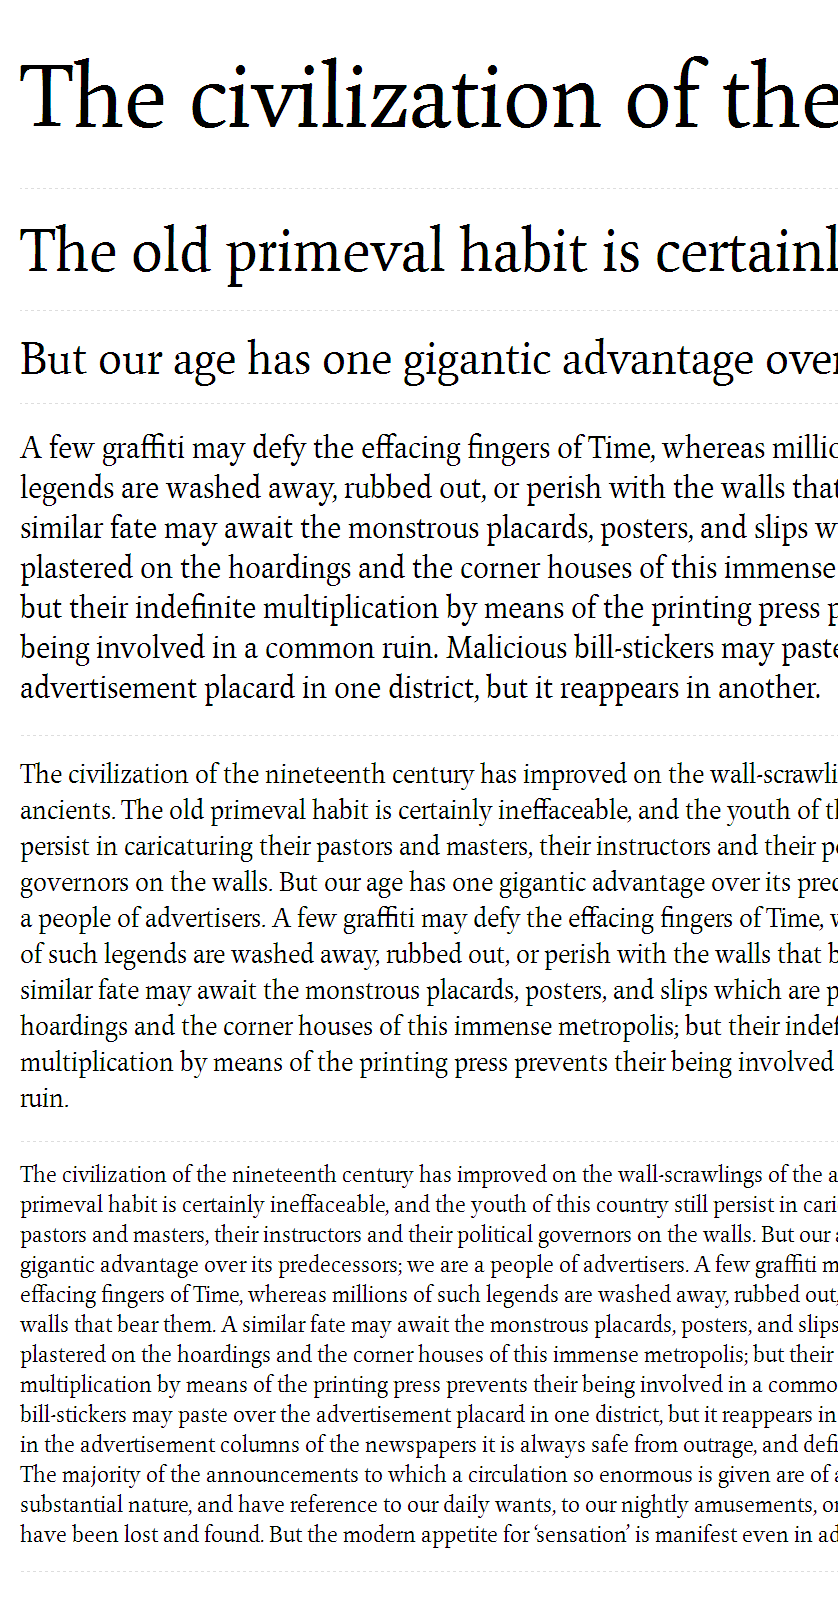 The civilization of the
The old primeval habit is certainl
But our age has one gigantic advantage over
A few graffiti may defy the effacing fingers of Time, whereas millio
legends are washed away, rubbed out, or perish with the walls that
similar fate may await the monstrous placards, posters, and slips w
plastered on the hoardings and the corner houses of this immense
but their indefinite multiplication by means of the printing press p
being involved in a common ruin. Malicious bill-stickers may paste
advertisement placard in one district, but it reappears in another.
The civilization of the nineteenth century has improved on the wall-scrawli
ancients. The old primeval habit is certainly ineffaceable, and the youth of th
persist in caricaturing their pastors and masters, their instructors and their po
governors on the walls. But our age has one gigantic advantage over its pred
a people of advertisers. A few graffiti may defy the effacing fingers of Time, w
of such legends are washed away, rubbed out, or perish with the walls that b
similar fate may await the monstrous placards, posters, and slips which are p
hoardings and the corner houses of this immense metropolis; but their indef
multiplication by means of the printing press prevents their being involved
ruin.
The civilization of the nineteenth century has improved on the wall-scrawlings of the a
primeval habit is certainly ineffaceable, and the youth of this country still persist in cari
pastors and masters, their instructors and their political governors on the walls. But our a
gigantic advantage over its predecessors; we are a people of advertisers. A few graffiti m
effacing fingers of Time, whereas millions of such legends are washed away, rubbed out,
walls that bear them. A similar fate may await the monstrous placards, posters, and slips
plastered on the hoardings and the corner houses of this immense metropolis; but their
multiplication by means of the printing press prevents their being involved in a commo
bill-stickers may paste over the advertisement placard in one district, but it reappears in
in the advertisement columns of the newspapers it is always safe from outrage, and defi
The majority of the announcements to which a circulation so enormous is given are of a
substantial nature, and have reference to our daily wants, to our nightly amusements, or
have been lost and found. But the modern appetite for ‘sensation’ is manifest even in ad